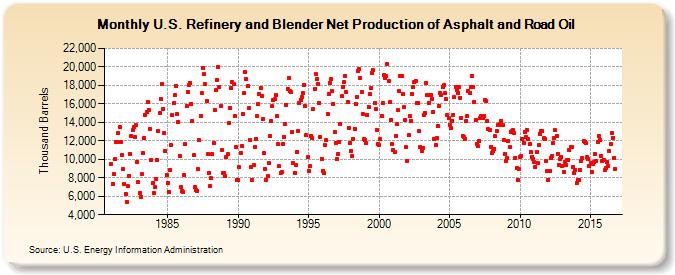 Monthly U.S. Refinery and Blender Net Production of Asphalt and Road Oil
Thousand Barrels
22,000
20,000
18,000
16,000
14,000
12,000
10,000
8,000
6,000
4,000
1985 1990 1995 2000 2005 2010 2015
Source: U.S. Energy Information Administration